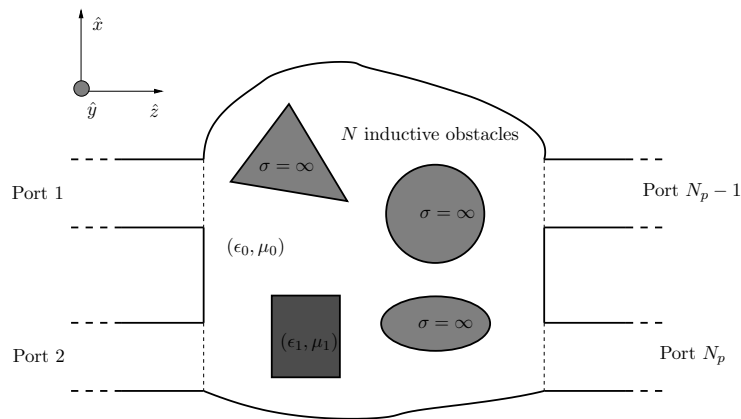 x̂
ŷ
ẑ
N inductive obstacles
σ = ∞
Port 1
Port N_p − 1
σ = ∞
(ϵ₀, μ₀)
(ϵ₁, μ₁)
σ = ∞
Port 2
Port N_p